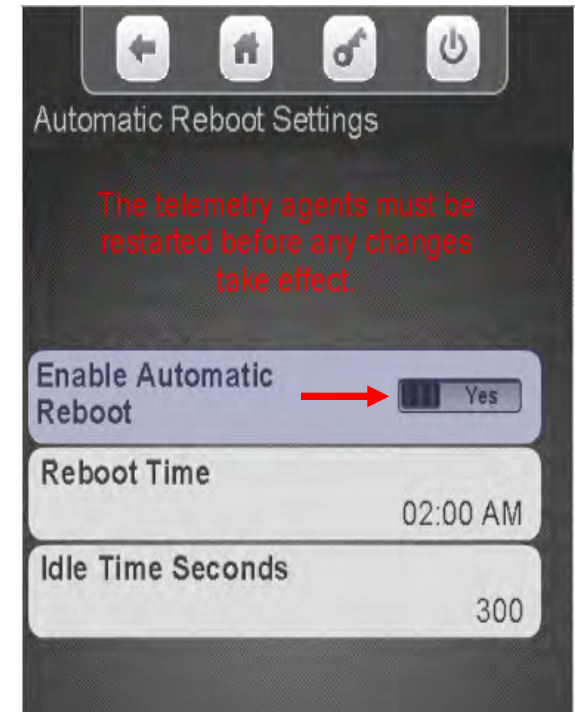 Automatic Reboot Settings
The telemetry agents must be
restarted before any changes
take effect.
Enable Automatic
Reboot
Yes
Reboot Time
02:00 AM
Idle Time Seconds
300